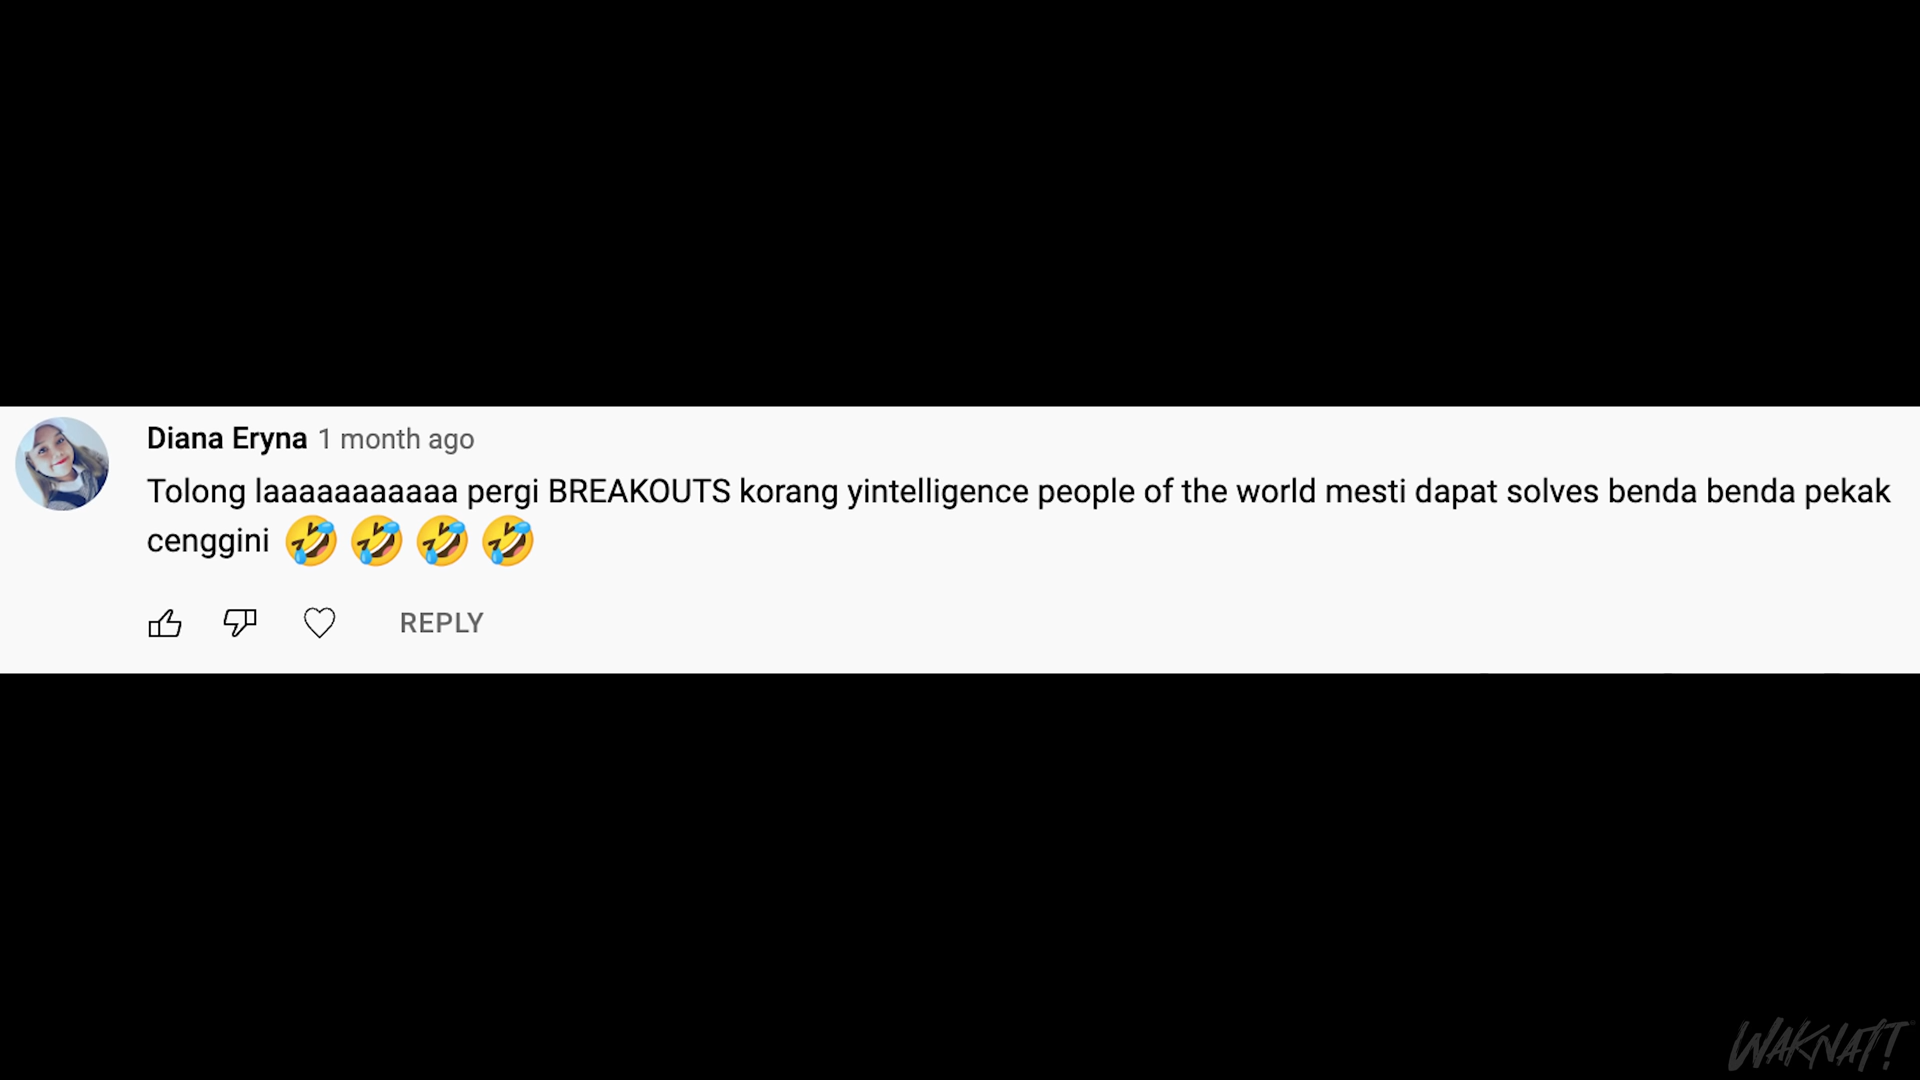 Diana Eryna 1 month ago
Tolong laaaaaaaaaaa pergi BREAKOUTS korang yintelligence people of the world mesti dapat solves benda benda pekak
cenggini 🤣 🤣 🤣 🤣
REPLY
WAKNAT!